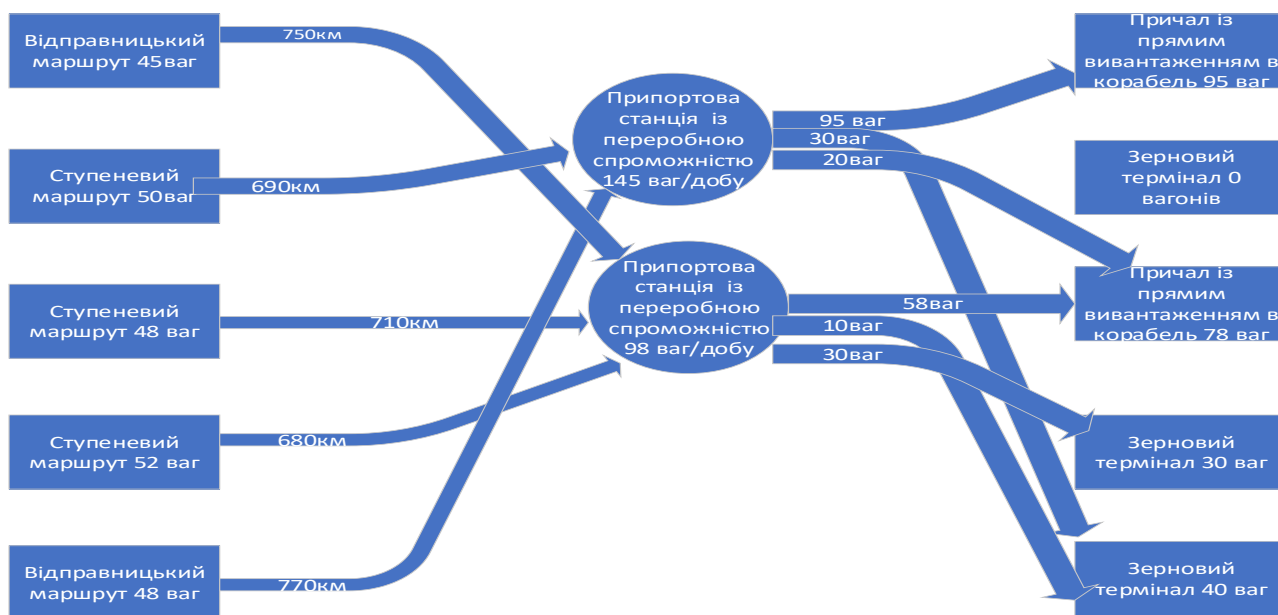 Відправницький
маршрут 45ваг
Ступеневий
маршрут 50ваг
Ступеневий
маршрут 48 ваг
Ступеневий
маршрут 52 ваг
Відправницький
маршрут 48 ваг
750км
690км
710км
680км
770км
Припортова
станція із
переробною
спроможністю
145 ваг/добу
Припортова
станція із
переробною
спроможністю
98 ваг/добу
95 ваг
30ваг
20ваг
58ваг
10ваг
30ваг
Причал із
прямим
вивантаженням в
корабель 95 ваг
Зерновий
термінал 0
вагонів
Причал із
прямим
вивантаженням в
корабель 78 ваг
Зерновий
термінал 30 ваг
Зерновий
термінал 40 ваг